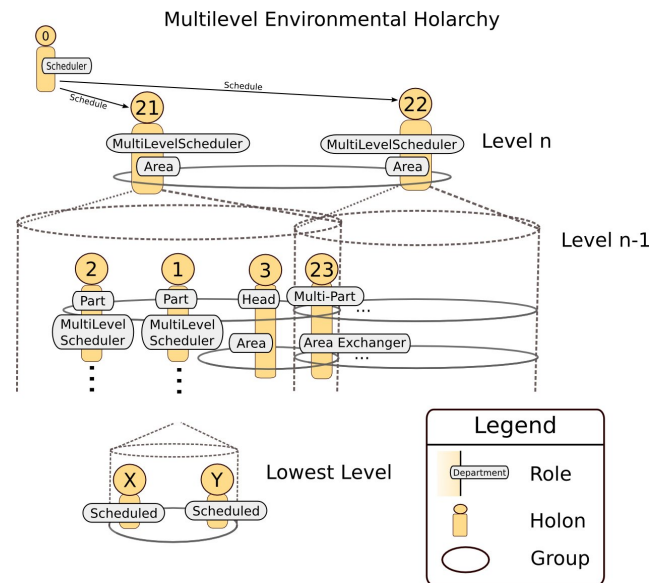 Multilevel Environmental Holarchy
0
Scheduler
Schedule
Schedule
21
22
MultiLevelScheduler
MultiLevelScheduler
Level n
Area
Area
Level n-1
2
1
3
23
Part
Part
Head
Multi-Part
...
MultiLevel
Scheduler
MultiLevel
Scheduler
Area
Area Exchanger
...
Legend
Lowest Level
Department
Role
X
Y
Scheduled
Scheduled
Holon
Group